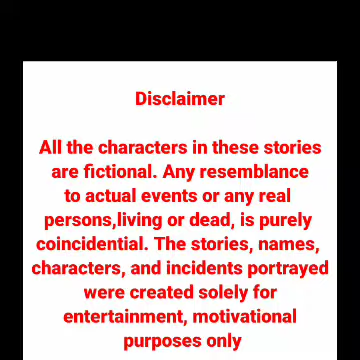 Disclaimer
All the characters in these stories
are fictional. Any resemblance
to actual events or any real
persons,living or dead, is purely
coincidential. The stories, names,
characters, and incidents portrayed
were created solely for
entertainment, motivational
purposes only